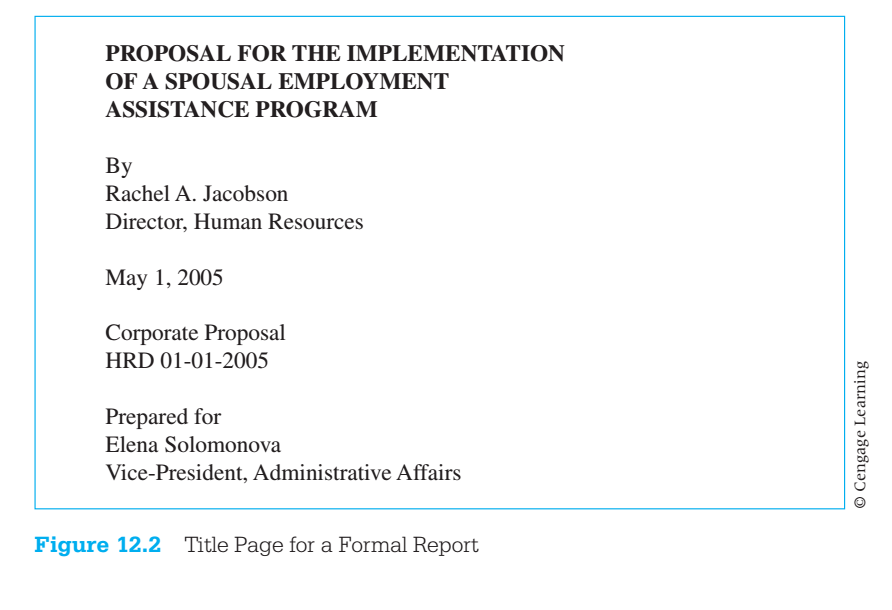 PROPOSAL FOR THE IMPLEMENTATION
OF A SPOUSAL EMPLOYMENT
ASSISTANCE PROGRAM
By
Rachel A. Jacobson
Director, Human Resources
May 1, 2005
Corporate Proposal
HRD 01-01-2005
Prepared for
Elena Solomonova
Vice-President, Administrative Affairs
© Cengage Learning
Figure 12.2 Title Page for a Formal Report